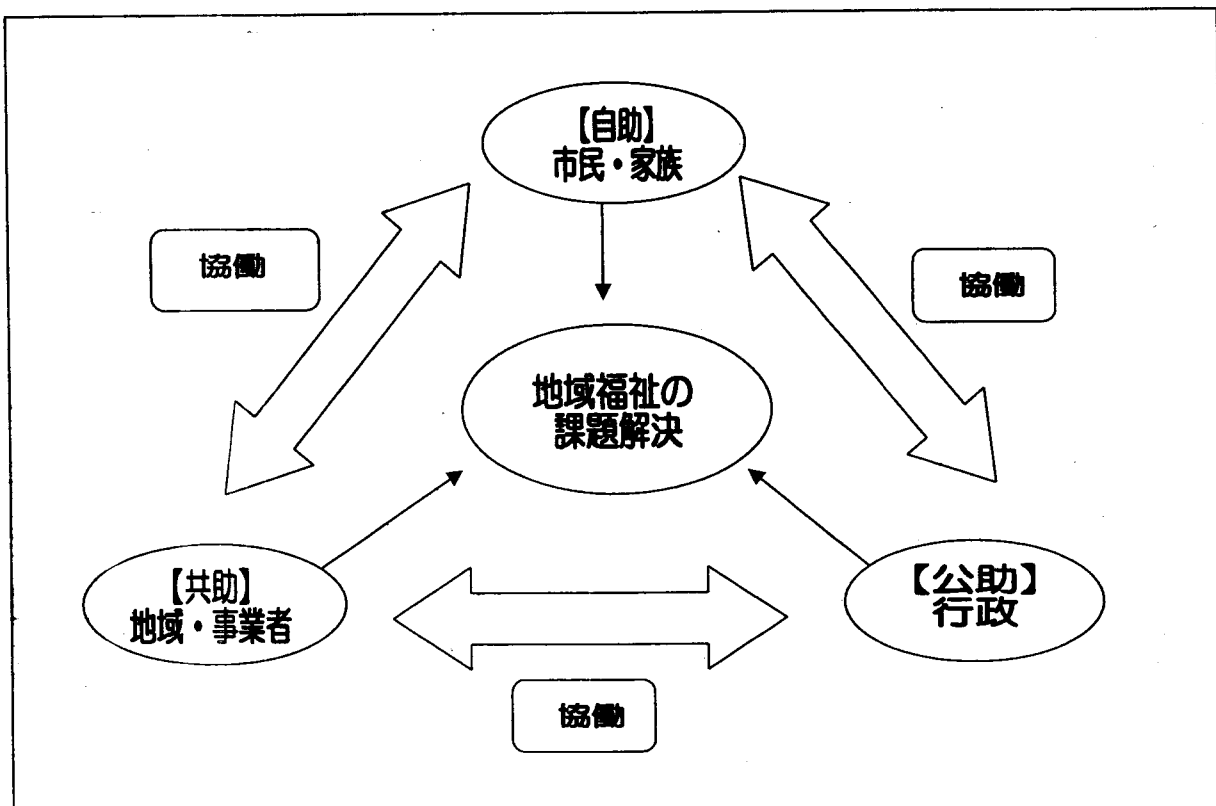 【自助】
市民・家族
協働
協働
地域福祉の
課題解決
【共助】
地域・事業者
【公助】
行政
協働